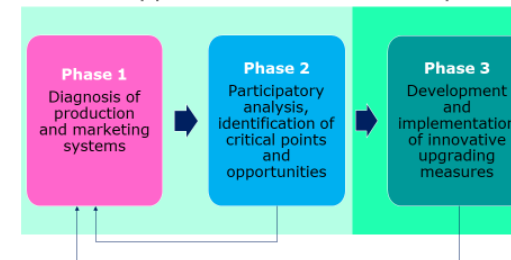 Phase 1
Diagnosis of
production
and marketing
systems
Phase 2
Participatory
analysis,
identification of
critical points
and
opportunities
Phase 3
Development
and
implementation
of innovative
upgrading
measures